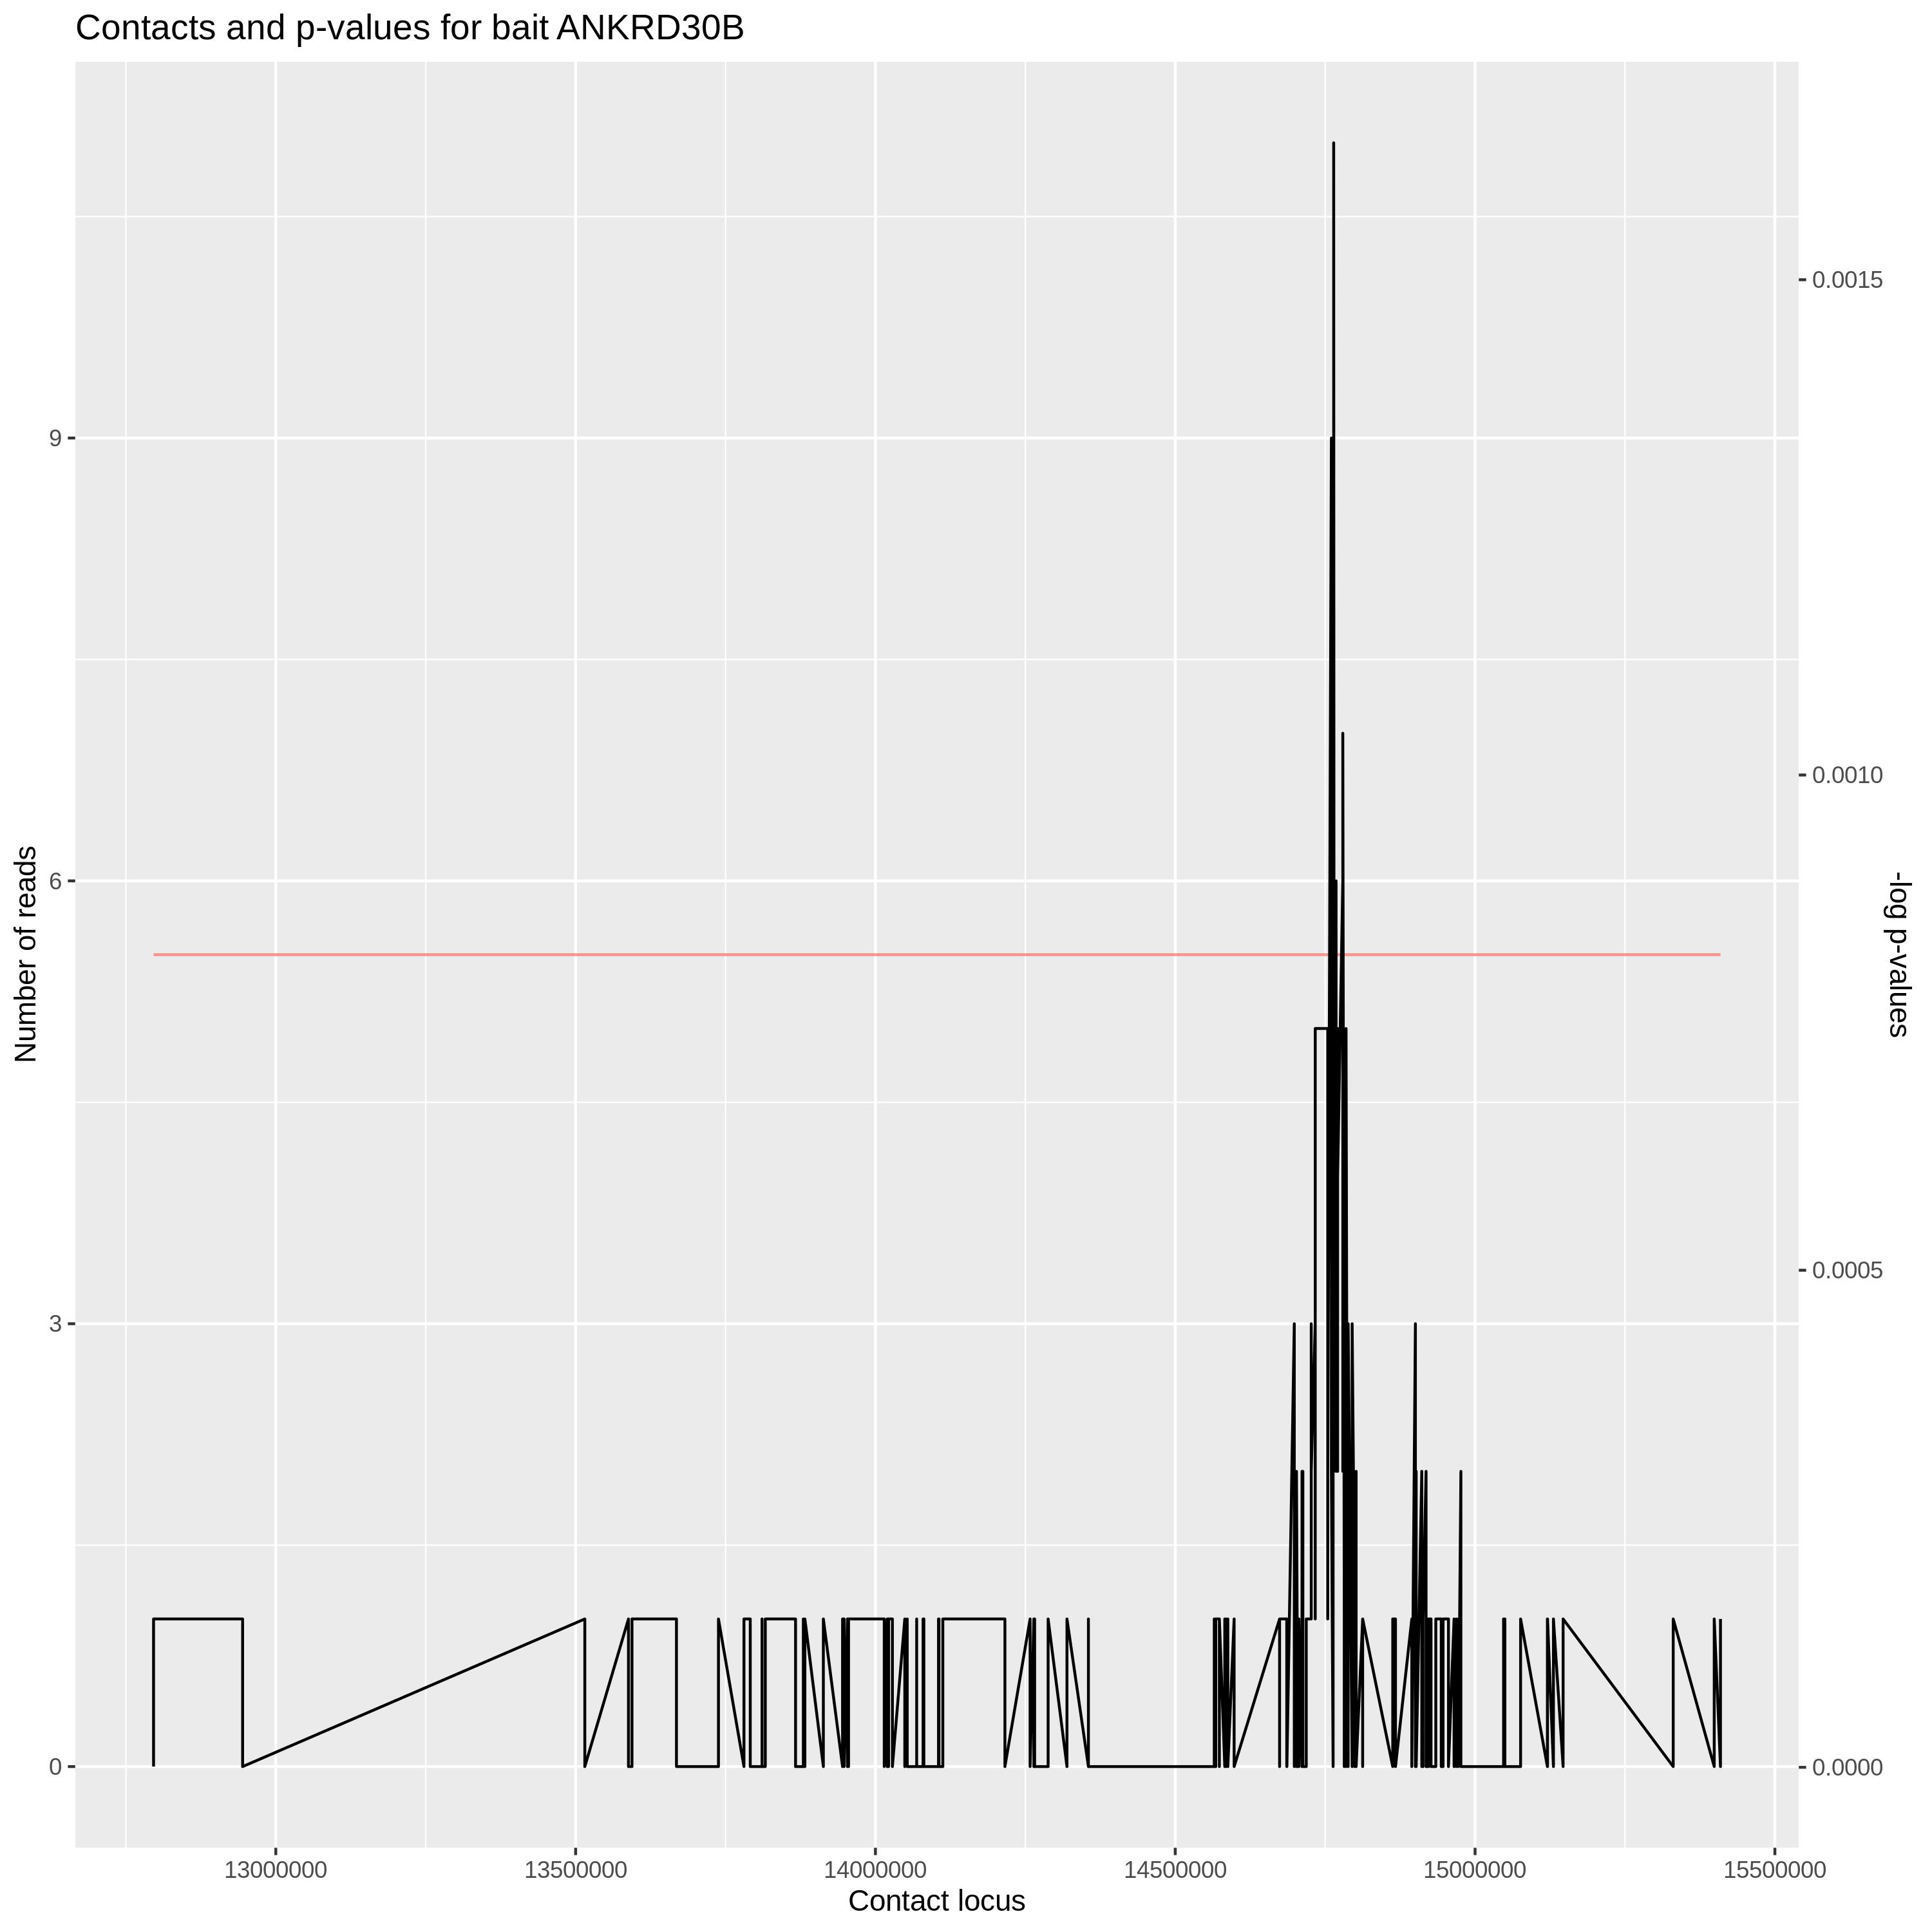 Contacts and p-values for bait ANKRD30B
Number of reads
9
6
3
0
0.0015
0.0010
0.0005
0.0000
-log p-values
13000000 13500000 14000000 14500000 15000000 15500000
Contact locus